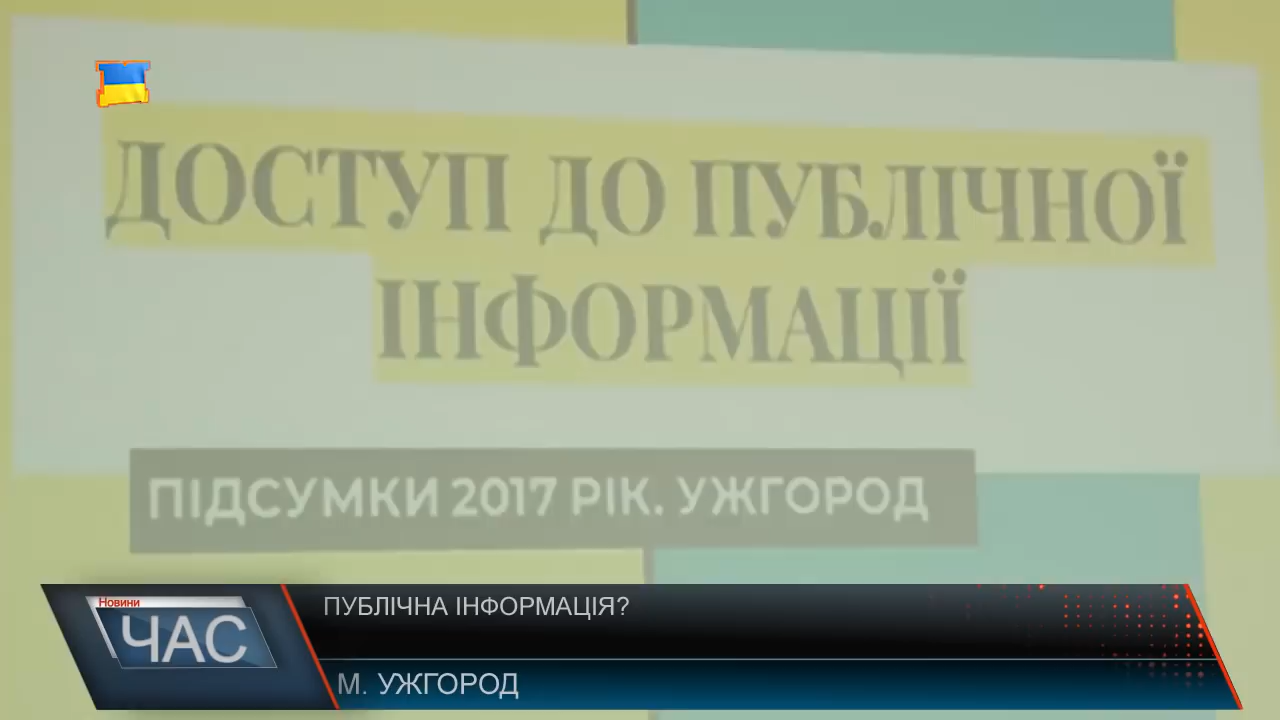 ДОСТУП ДО ПУБЛІЧНОЇ
ІНФОРМАЦІЇ
ПІДСУМКИ 2017 РІК. УЖГОРОД
Новини
ЧАС
ПУБЛІЧНА ІНФОРМАЦІЯ?
М. УЖГОРОД